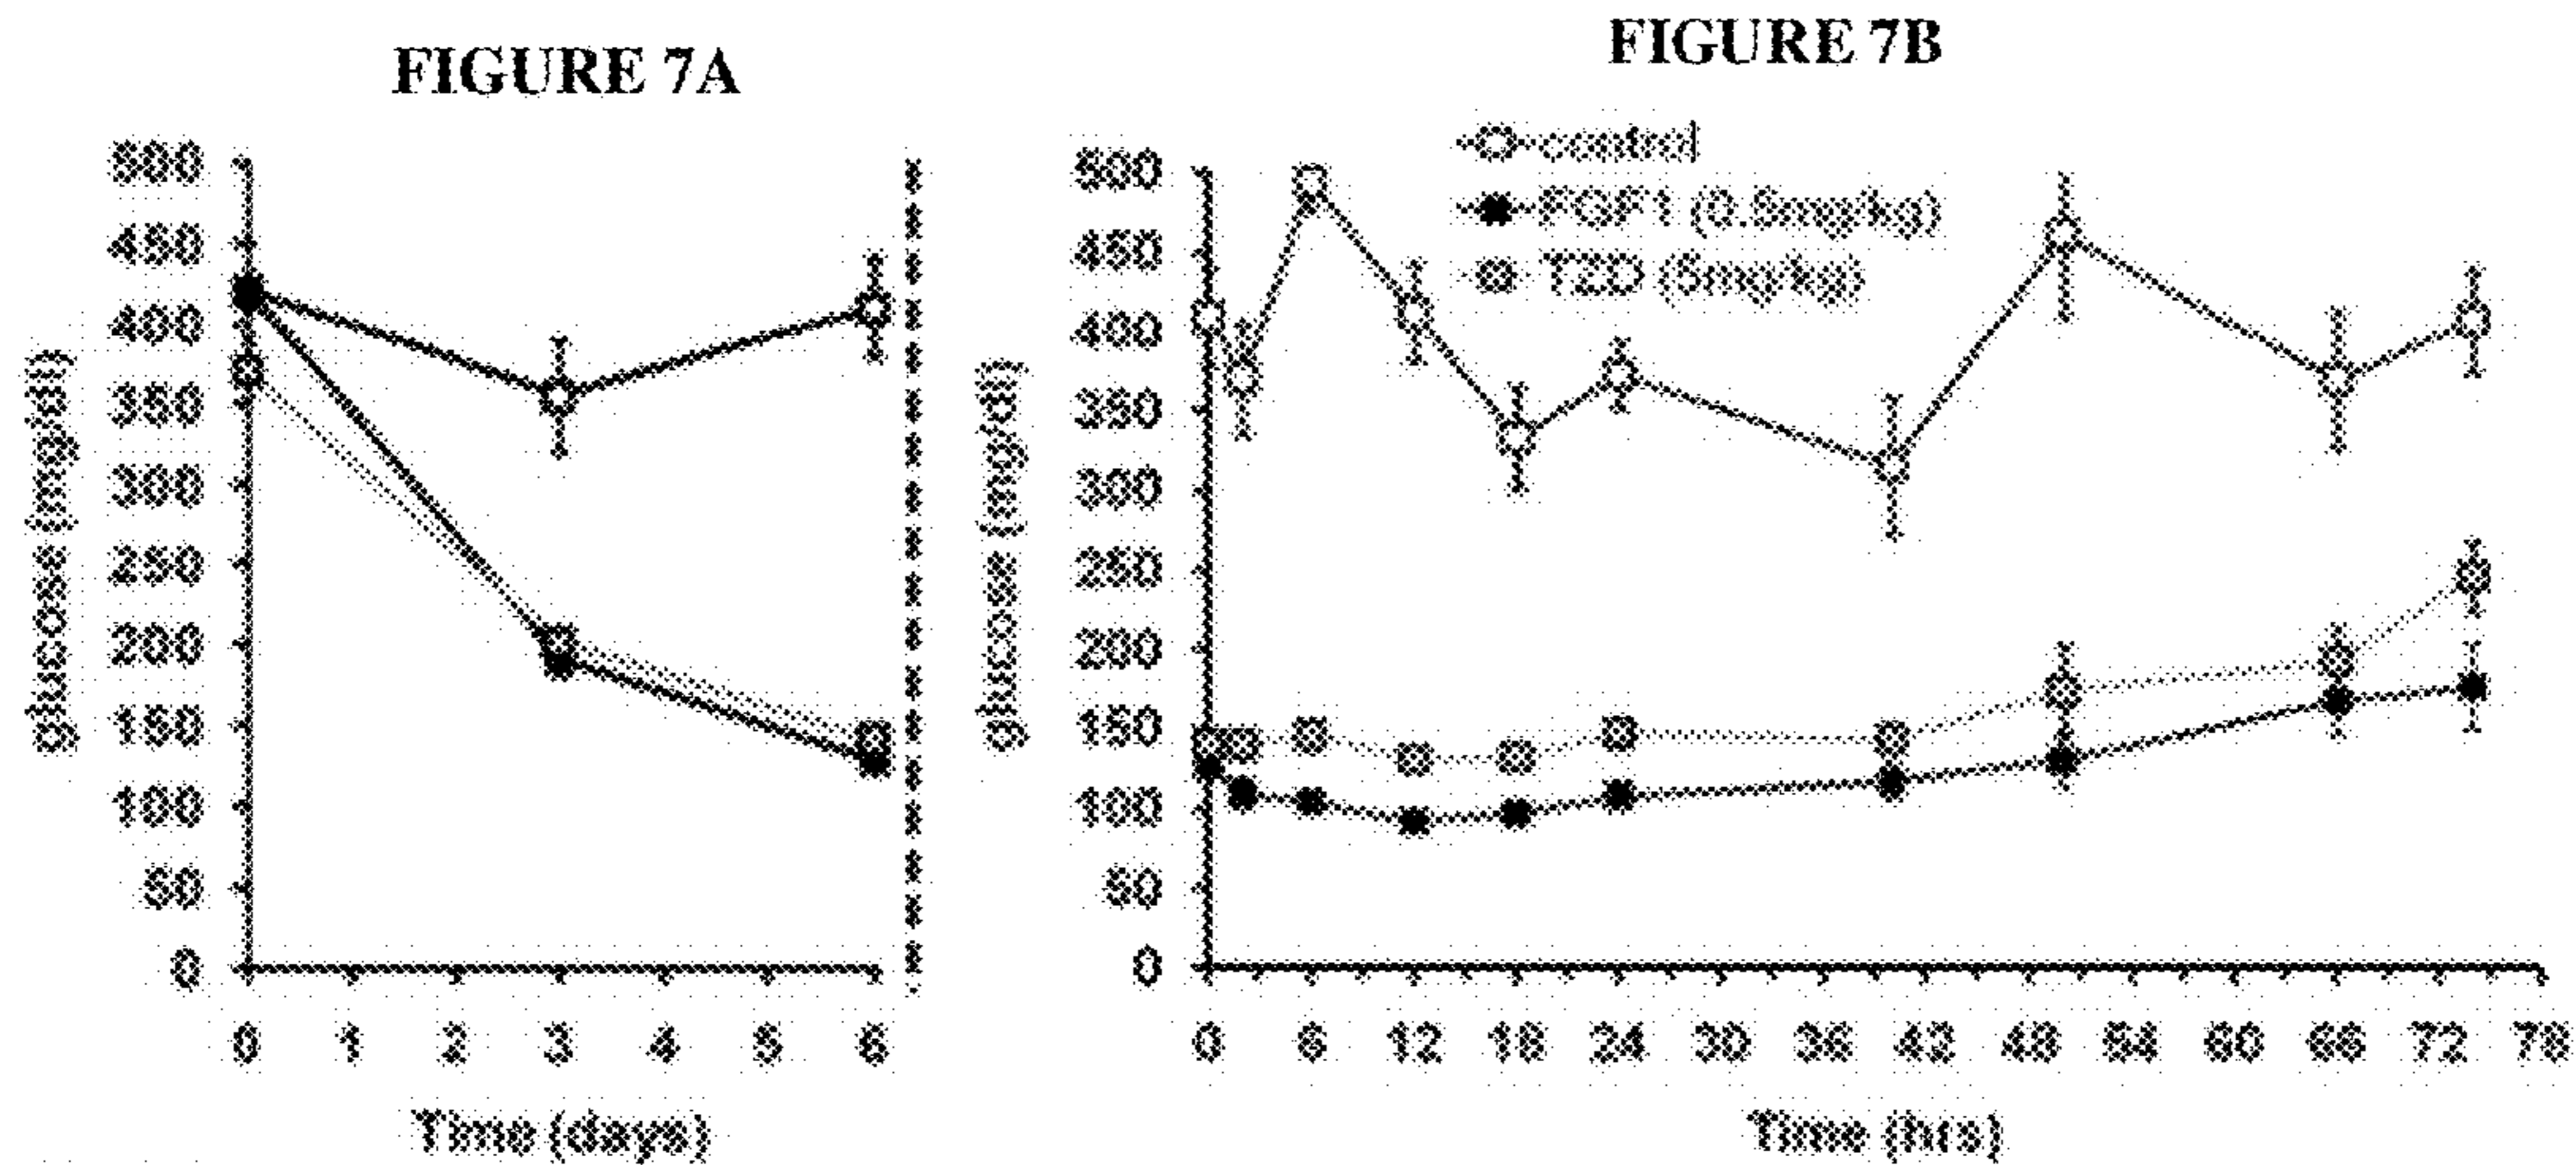 FIGURE 7A
500
450
400
350
300
250
200
150
100
50
0
glucose (mg/dl)
0 1 2 3 4 5 6
Time (days)
FIGURE 7B
control
FGF1 (0.5mg/kg)
TZD (5mg/kg)
500
450
400
350
300
250
200
150
100
50
0
glucose (mg/dl)
0 6 12 18 24 30 36 42 48 54 60 66 72 78
Time (hrs)